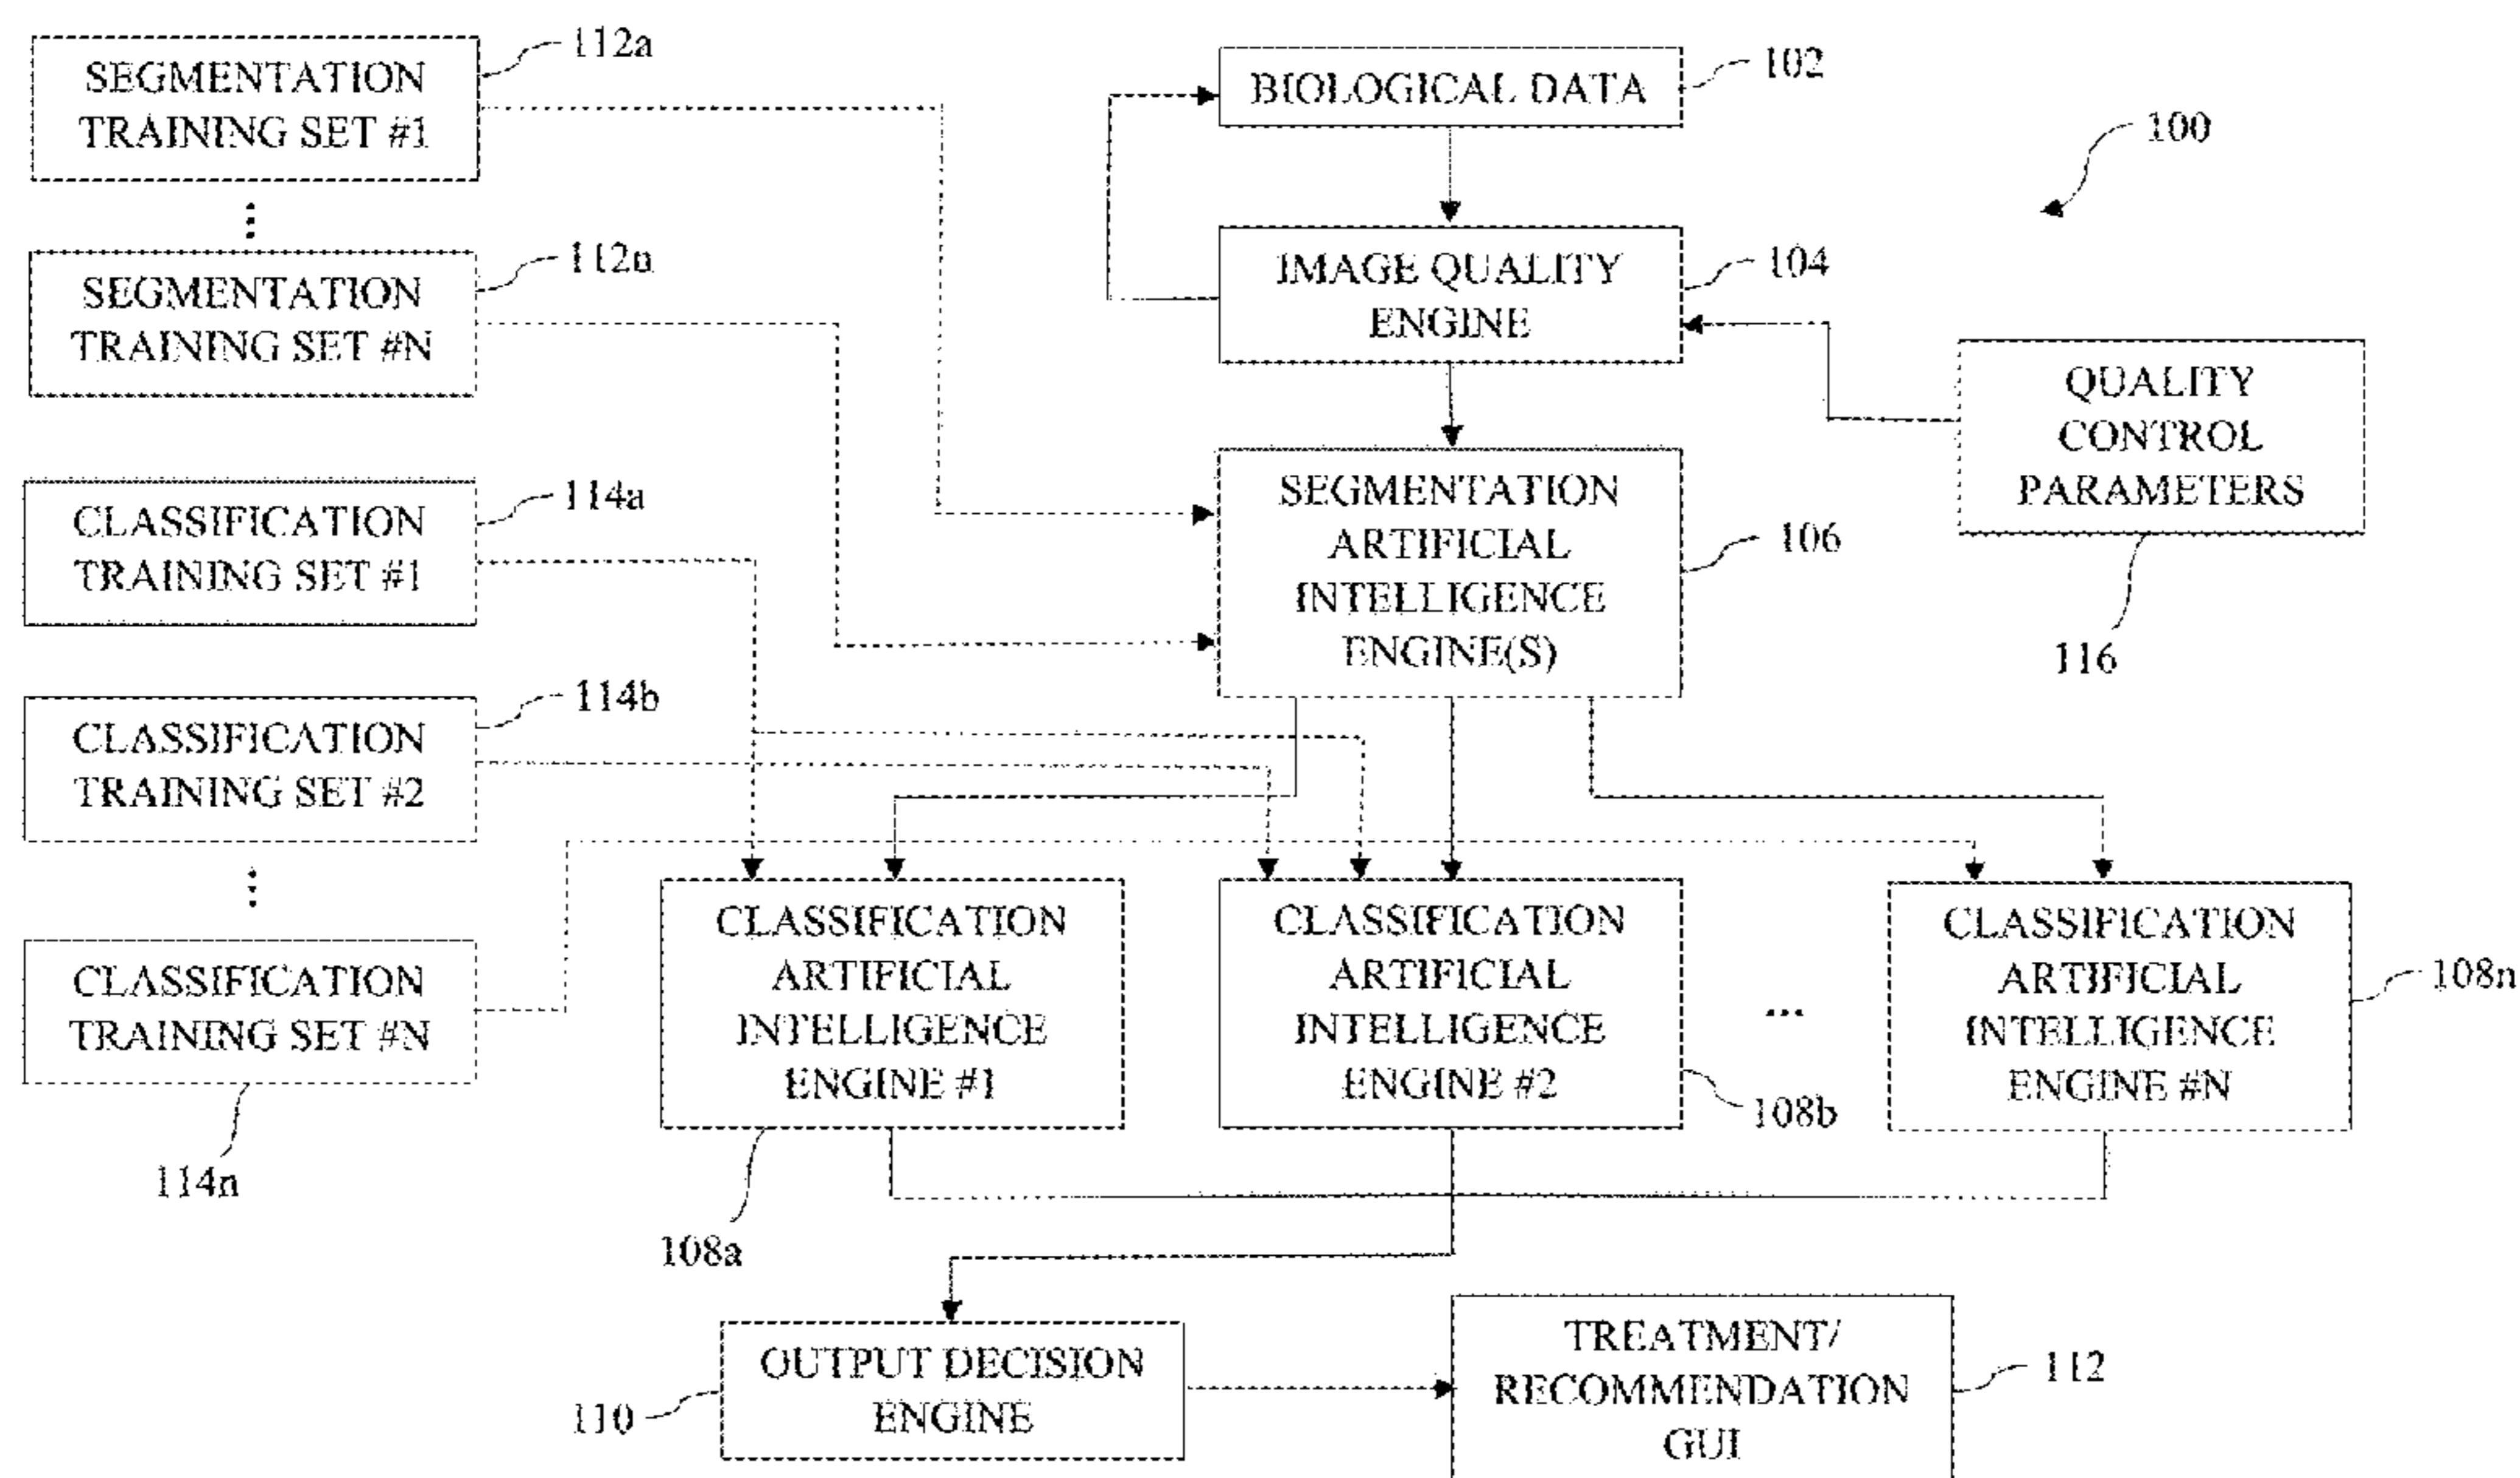 112a
SEGMENTATION
TRAINING SET #1
112n
SEGMENTATION
TRAINING SET #N
114a
CLASSIFICATION
TRAINING SET #1
114b
CLASSIFICATION
TRAINING SET #2
CLASSIFICATION
TRAINING SET #N
114n
BIOLOGICAL DATA
102
100
IMAGE QUALITY
ENGINE
104
QUALITY
CONTROL
PARAMETERS
116
SEGMENTATION
ARTIFICIAL
INTELLIGENCE
ENGINE(S)
106
CLASSIFICATION
ARTIFICIAL
INTELLIGENCE
ENGINE #1
108a
CLASSIFICATION
ARTIFICIAL
INTELLIGENCE
ENGINE #2
108b
...
CLASSIFICATION
ARTIFICIAL
INTELLIGENCE
ENGINE #N
108n
OUTPUT DECISION
ENGINE
110
TREATMENT/
RECOMMENDATION
GUI
112